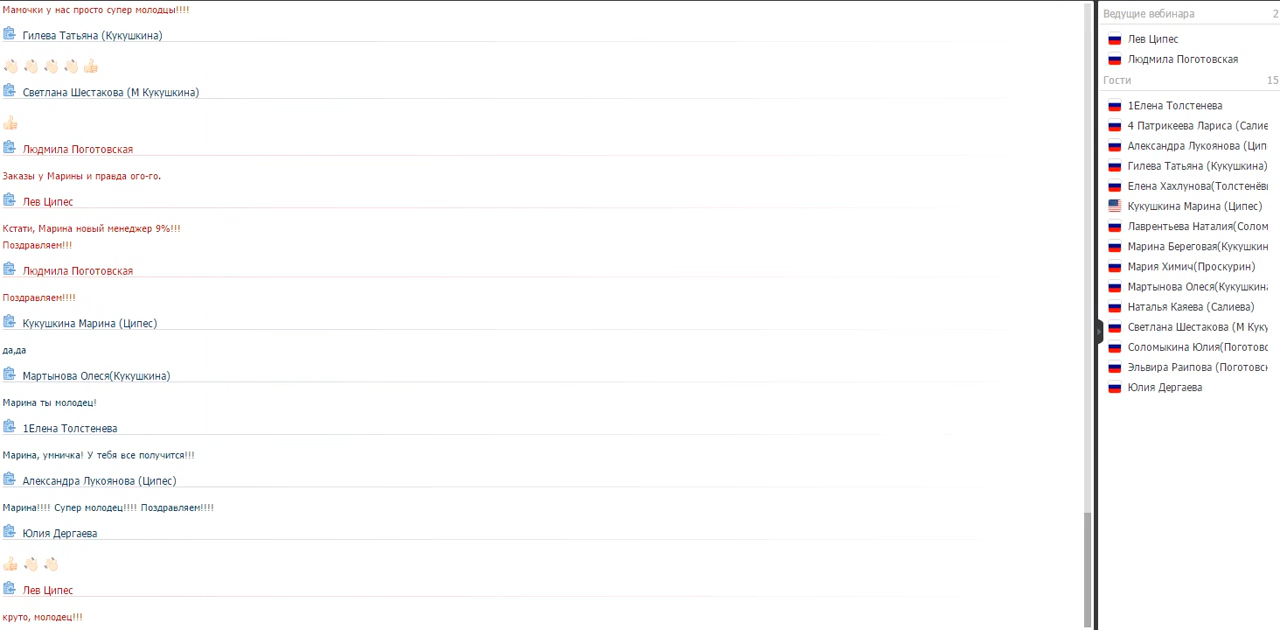 Мамочки у нас просто супер молодцы!!!!
Гилева Татьяна (Кукушкина)
Светлана Шестакова (М Кукушкина)
Людмила Поготовская
Заказы у Марины и правда ого-го.
Лев Ципес
Кстати, Марина новый менеджер 9%!!!
Поздравляем!!!
Людмила Поготовская
Поздравляем!!!!
Кукушкина Марина (Ципес)
да,да
Мартынова Олеся(Кукушкина)
Марина ты молодец!
1Елена Толстенева
Марина, умничка! У тебя все получится!!!
Александра Лукоянова (Ципес)
Марина!!!! Супер молодец!!!! Поздравляем!!!!
Юлия Дергаева
Лев Ципес
круто, молодец!!!
Ведущие вебинара 2
Лев Ципес
Людмила Поготовская
Гости 15
1Елена Толстенева
4 Патрикеева Лариса (Салие
Александра Лукоянова (Цип
Гилева Татьяна (Кукушкина)
Елена Хахлунова(Толстенёв
Кукушкина Марина (Ципес)
Лаврентьева Наталия(Солом
Марина Береговая(Кукушкин
Мария Химич(Проскурин)
Мартынова Олеся(Кукушкина
Наталья Каяева (Салиева)
Светлана Шестакова (М Куку
Соломыкина Юлия(Поготовс
Эльвира Раипова (Поготовск
Юлия Дергаева